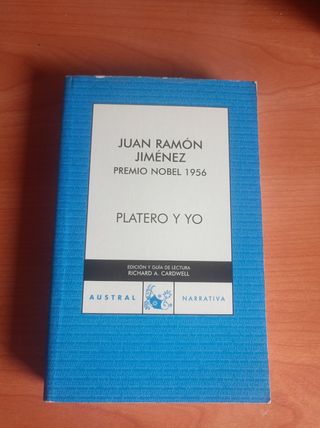 JUAN RAMÓN
JIMÉNEZ
PREMIO NOBEL 1956
PLATERO Y YO
EDICIÓN Y GUÍA DE LECTURA
RICHARD A. CARDWELL
AUSTRAL NARRATIVA